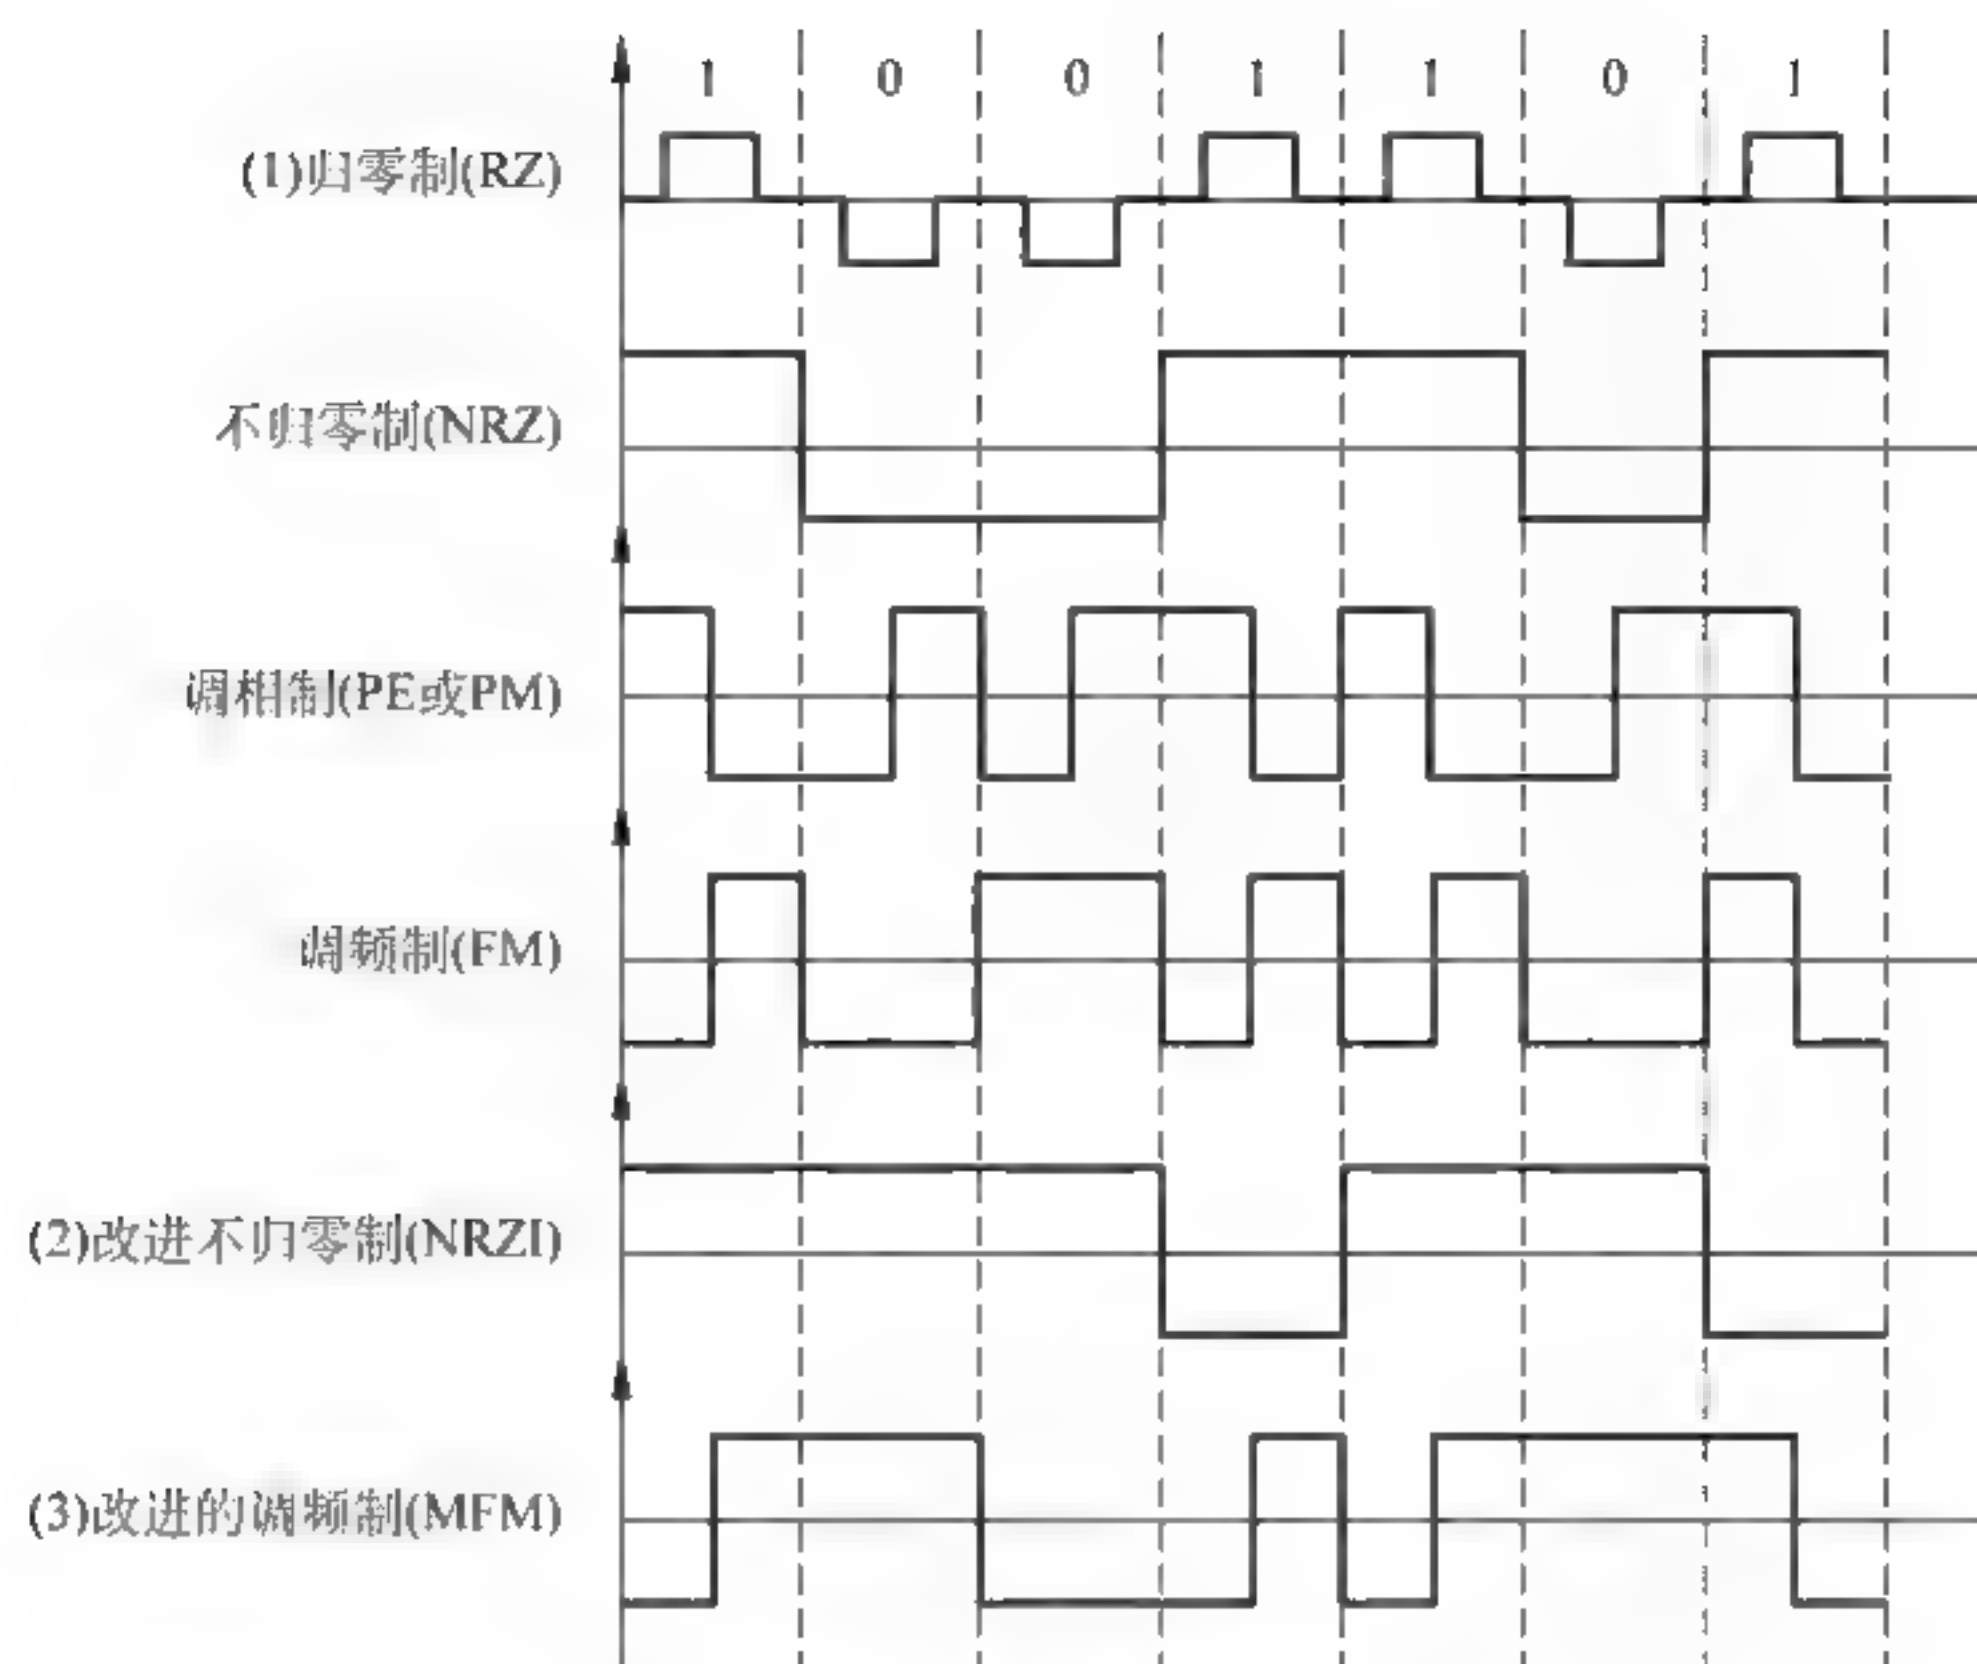 1 0 0 1 1 0 1
(1)归零制(RZ)
不归零制(NRZ)
调相制(PE或PM)
调频制(FM)
(2)改进不归零制(NRZI)
(3)改进的调频制(MFM)